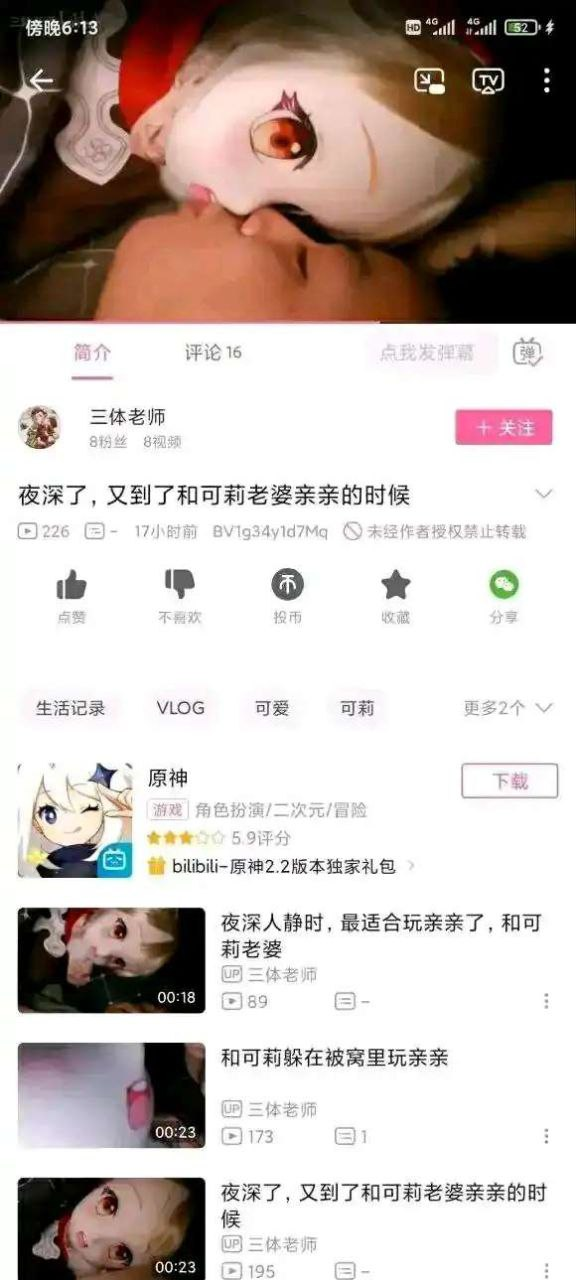 傍晚6:13
HD 4G 4G 52
TV
简介
评论 16
点我发弹幕
弹
三体老师
8粉丝 8视频
+ 关注
夜深了，又到了和可莉老婆亲亲的时候
226 - 17小时前 BV1g34y1d7Mq 未经作者授权禁止转载
点赞
不喜欢
投币
收藏
分享
生活记录
VLOG
可爱
可莉
更多2个
原神
下载
游戏 角色扮演/二次元/冒险
5.9评分
bilibili-原神2.2版本独家礼包
00:18
夜深人静时，最适合玩亲亲了，和可
莉老婆
UP 三体老师
89 -
00:23
和可莉躲在被窝里玩亲亲
UP 三体老师
173 1
00:23
夜深了，又到了和可莉老婆亲亲的时
候
UP 三体老师
195 -